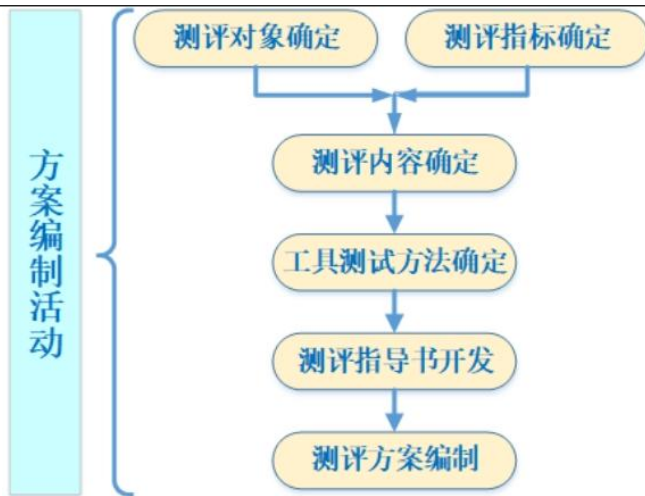 方案编制活动
测评对象确定
测评指标确定
测评内容确定
工具测试方法确定
测评指导书开发
测评方案编制